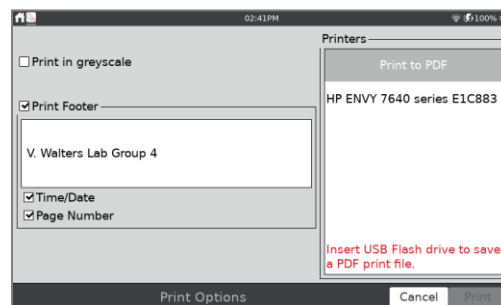 02:41PM
100%
Print in greyscale
Print Footer
V. Walters Lab Group 4
Time/Date
Page Number
Printers
Print to PDF
HP ENVY 7640 series E1C883
Insert USB Flash drive to save
a PDF print file.
Print Options
Cancel
Print